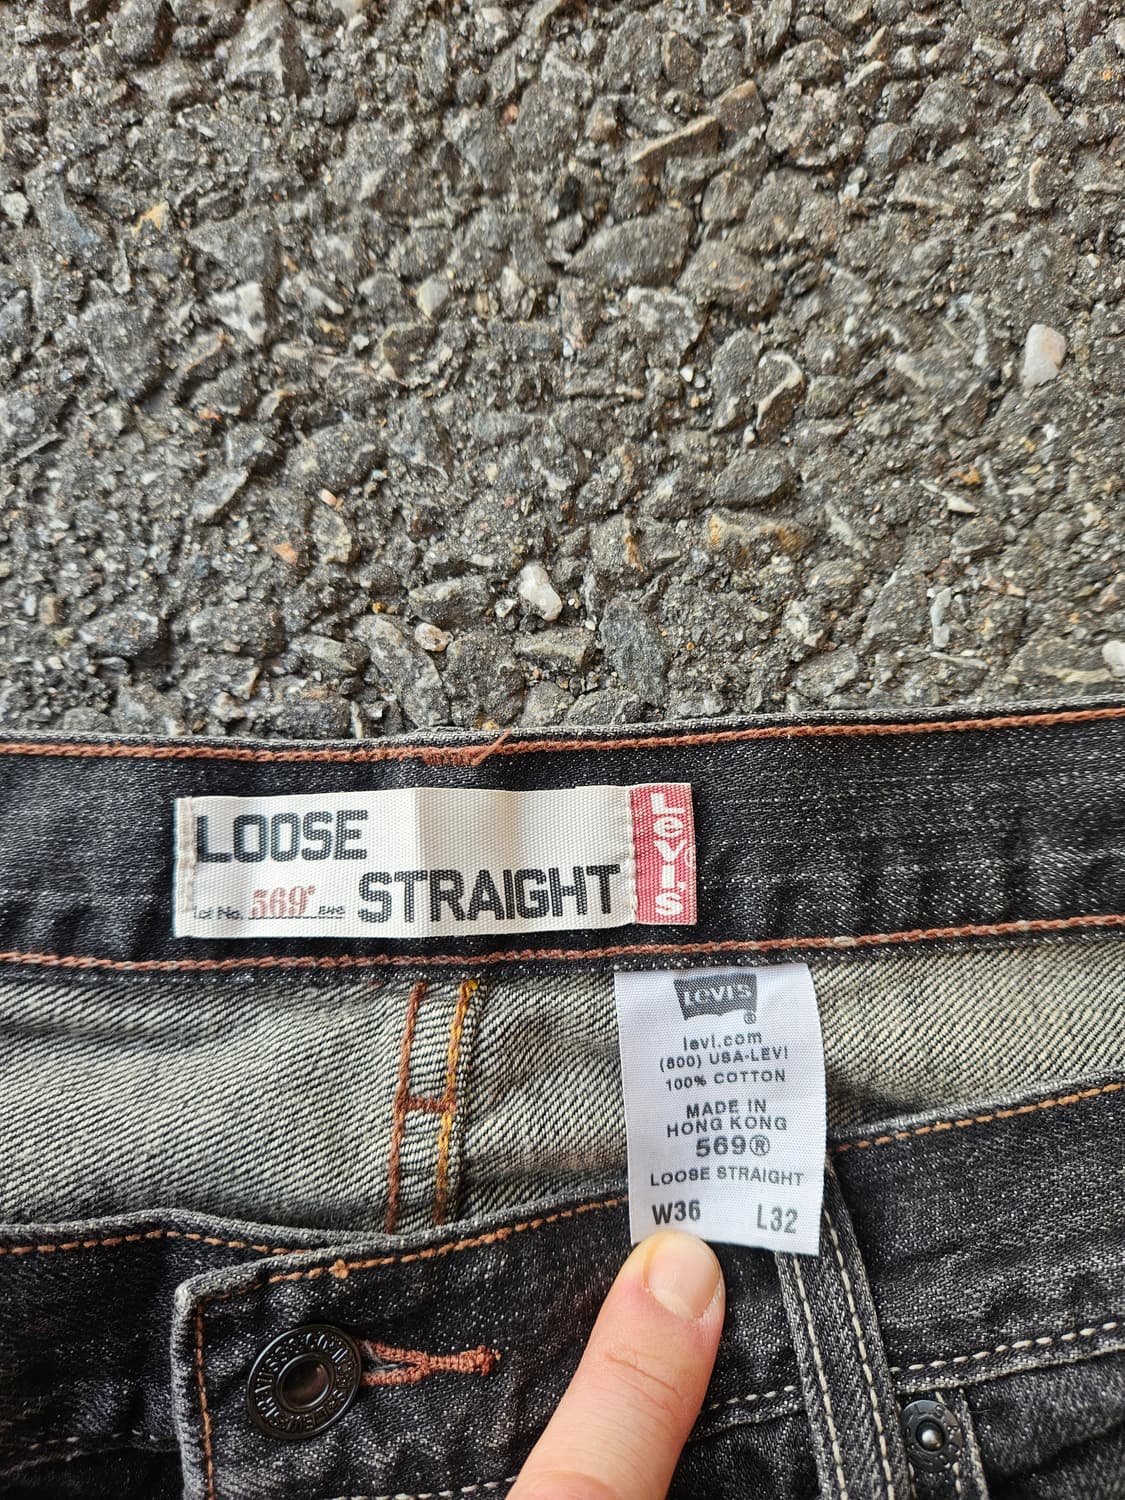 LOOSE
Lot No. 569®
STRAIGHT
Levi's
Levi's
®
levi.com
(800) USA-LEVI
100% COTTON
MADE IN
HONG KONG
569®
LOOSE STRAIGHT
W36 L32